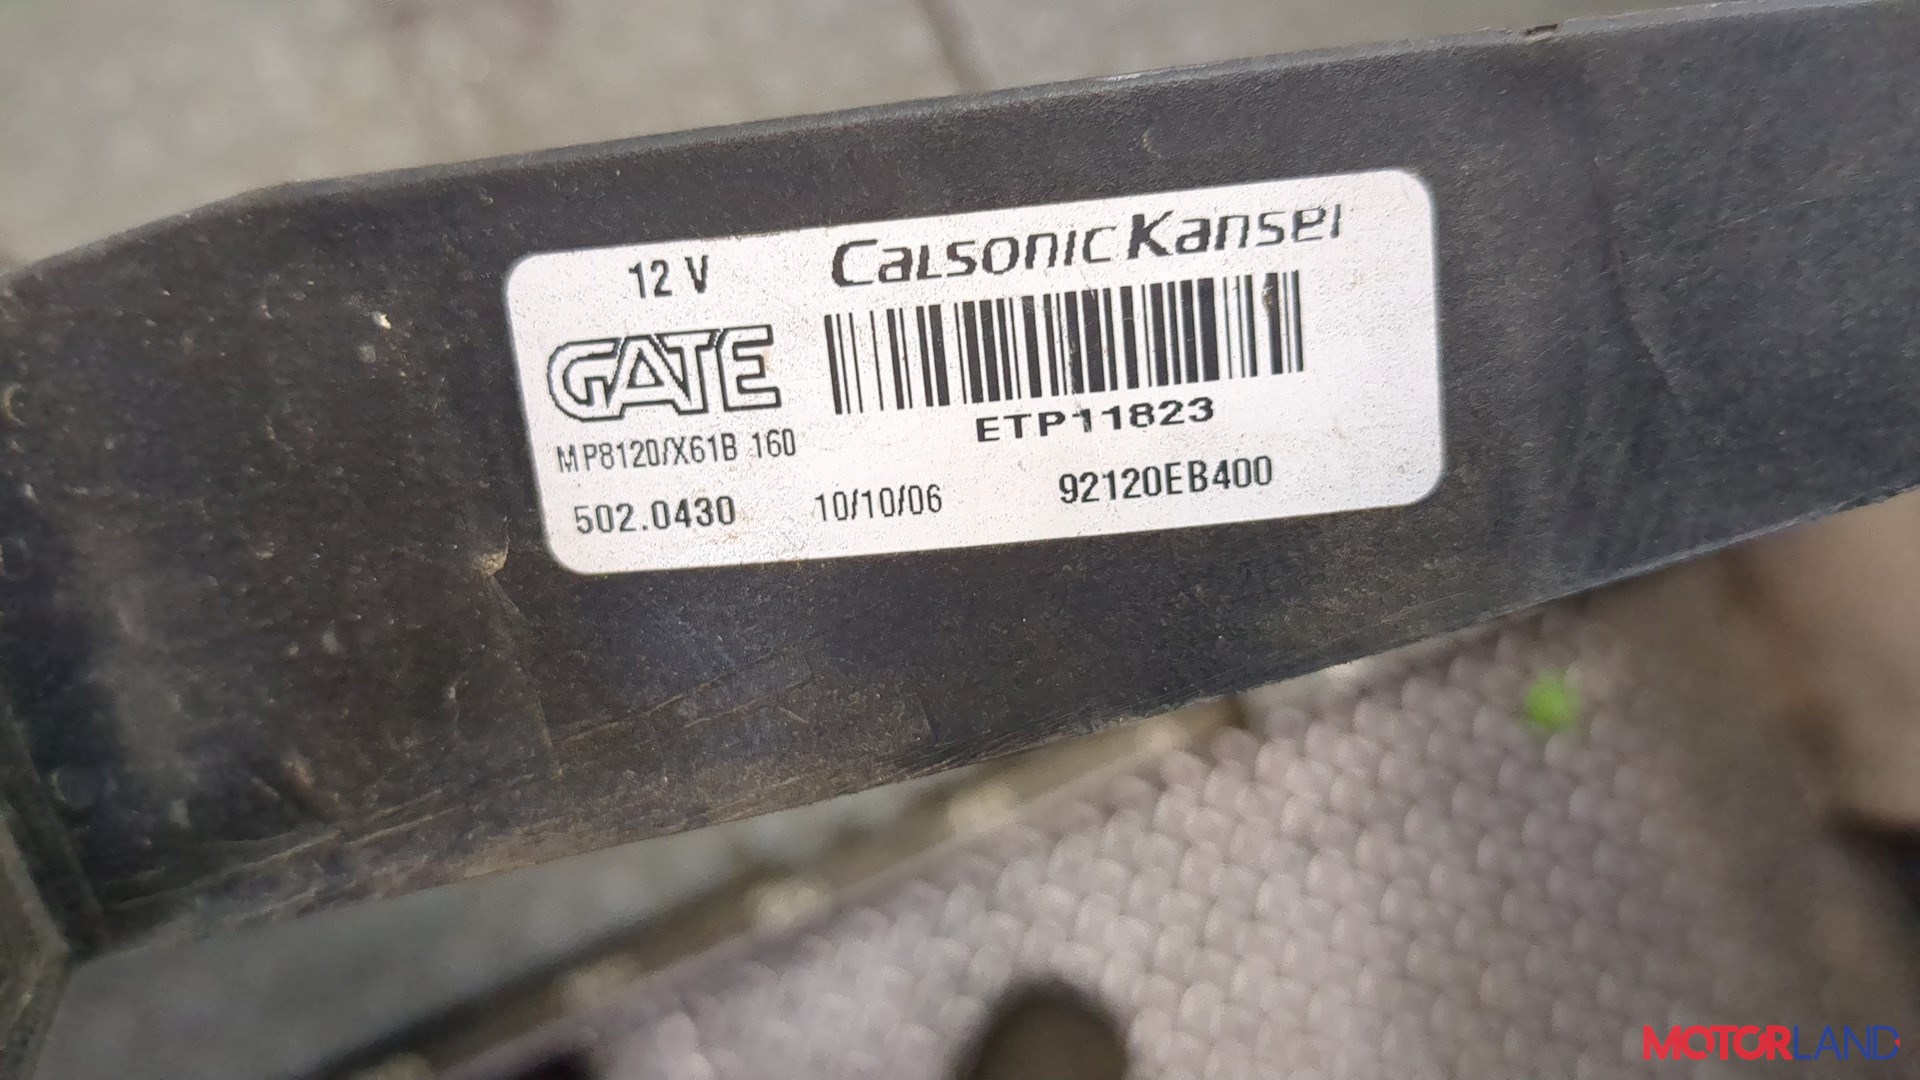 12 V
CALSONIC Kansei
GATE
ETP11823
MP8120/X61B 160
502.0430 10/10/06 92120EB400
MOTORLAND